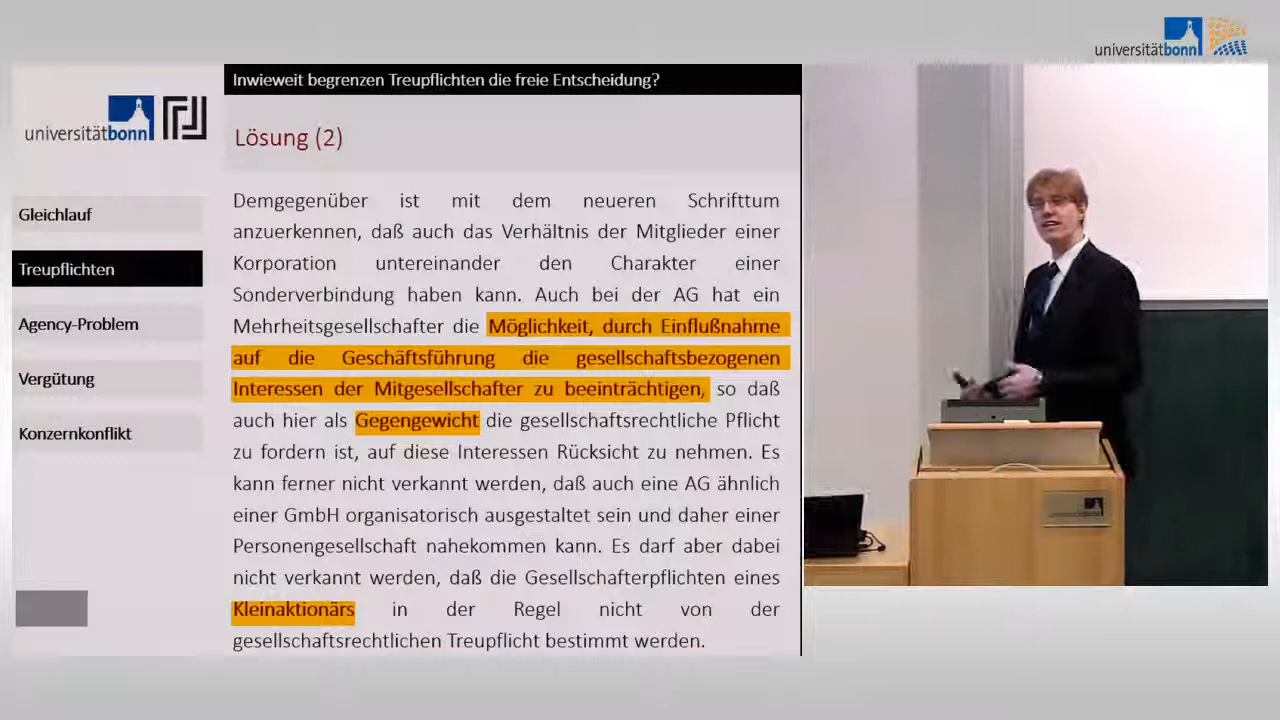 universitätbonn
Inwieweit begrenzen Treupflichten die freie Entscheidung?
universitätbonn
Lösung (2)
Gleichlauf
Treupflichten
Agency-Problem
Vergütung
Konzernkonflikt
Demgegenüber ist mit dem neueren Schrifttum
anzuerkennen, daß auch das Verhältnis der Mitglieder einer
Korporation untereinander den Charakter einer
Sonderverbindung haben kann. Auch bei der AG hat ein
Mehrheitsgesellschafter die Möglichkeit, durch Einflußnahme
auf die Geschäftsführung die gesellschaftsbezogenen
Interessen der Mitgesellschafter zu beeinträchtigen, so daß
auch hier als Gegengewicht die gesellschaftsrechtliche Pflicht
zu fordern ist, auf diese Interessen Rücksicht zu nehmen. Es
kann ferner nicht verkannt werden, daß auch eine AG ähnlich
einer GmbH organisatorisch ausgestaltet sein und daher einer
Personengesellschaft nahekommen kann. Es darf aber dabei
nicht verkannt werden, daß die Gesellschafterpflichten eines
Kleinaktionärs in der Regel nicht von der
gesellschaftsrechtlichen Treupflicht bestimmt werden.